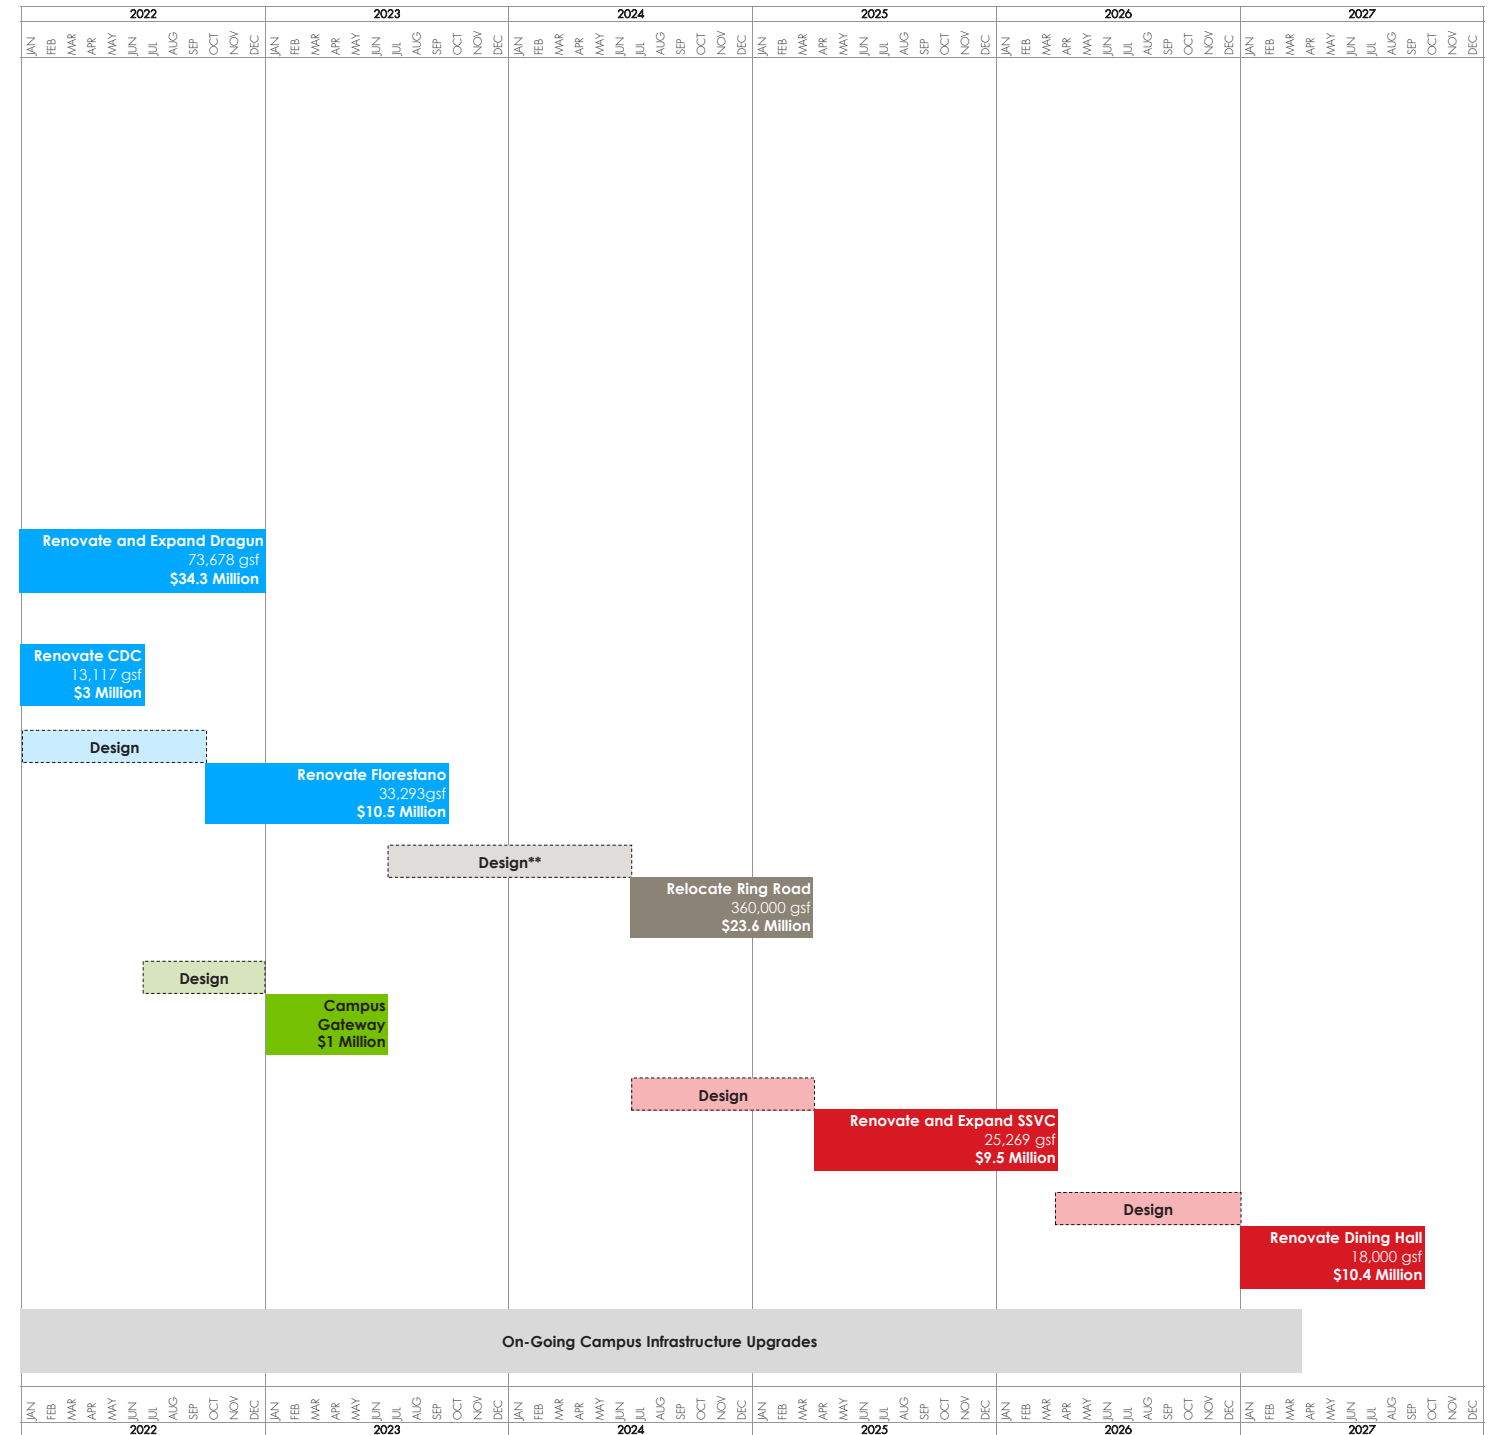 2022 2023 2024 2025 2026 2027
JAN FEB MAR APR MAY JUN JUL AUG SEP OCT NOV DEC JAN FEB MAR APR MAY JUN JUL AUG SEP OCT NOV DEC JAN FEB MAR APR MAY JUN JUL AUG SEP OCT NOV DEC JAN FEB MAR APR MAY JUN JUL AUG SEP OCT NOV DEC JAN FEB MAR APR MAY JUN JUL AUG SEP OCT NOV DEC JAN FEB MAR APR MAY JUN JUL AUG SEP OCT NOV DEC
Renovate and Expand Dragun
73,678 gsf
$34.3 Million
Renovate CDC
13,117 gsf
$3 Million
Design
Renovate Florestano
33,293gsf
$10.5 Million
Design**
Relocate Ring Road
360,000 gsf
$23.6 Million
Design
Campus
Gateway
$1 Million
Design
Renovate and Expand SSVC
25,269 gsf
$9.5 Million
Design
Renovate Dining Hall
18,000 gsf
$10.4 Million
On-Going Campus Infrastructure Upgrades
JAN FEB MAR APR MAY JUN JUL AUG SEP OCT NOV DEC JAN FEB MAR APR MAY JUN JUL AUG SEP OCT NOV DEC JAN FEB MAR APR MAY JUN JUL AUG SEP OCT NOV DEC JAN FEB MAR APR MAY JUN JUL AUG SEP OCT NOV DEC JAN FEB MAR APR MAY JUN JUL AUG SEP OCT NOV DEC JAN FEB MAR APR MAY JUN JUL AUG SEP OCT NOV DEC
2022 2023 2024 2025 2026 2027